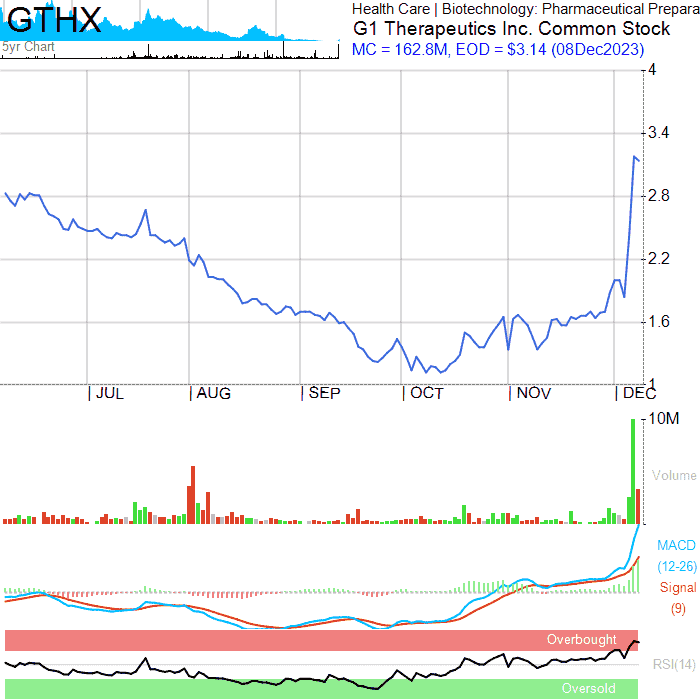 GTHX
5yr Chart
Health Care | Biotechnology: Pharmaceutical Prepara
G1 Therapeutics Inc. Common Stock
MC = 162.8M, EOD = $3.14 (08Dec2023)
4
3.4
2.8
2.2
1.6
1
| JUL | AUG | SEP | OCT | NOV | DEC
10M
Volume
MACD
(12-26)
Signal
(9)
Overbought
RSI(14)
Oversold